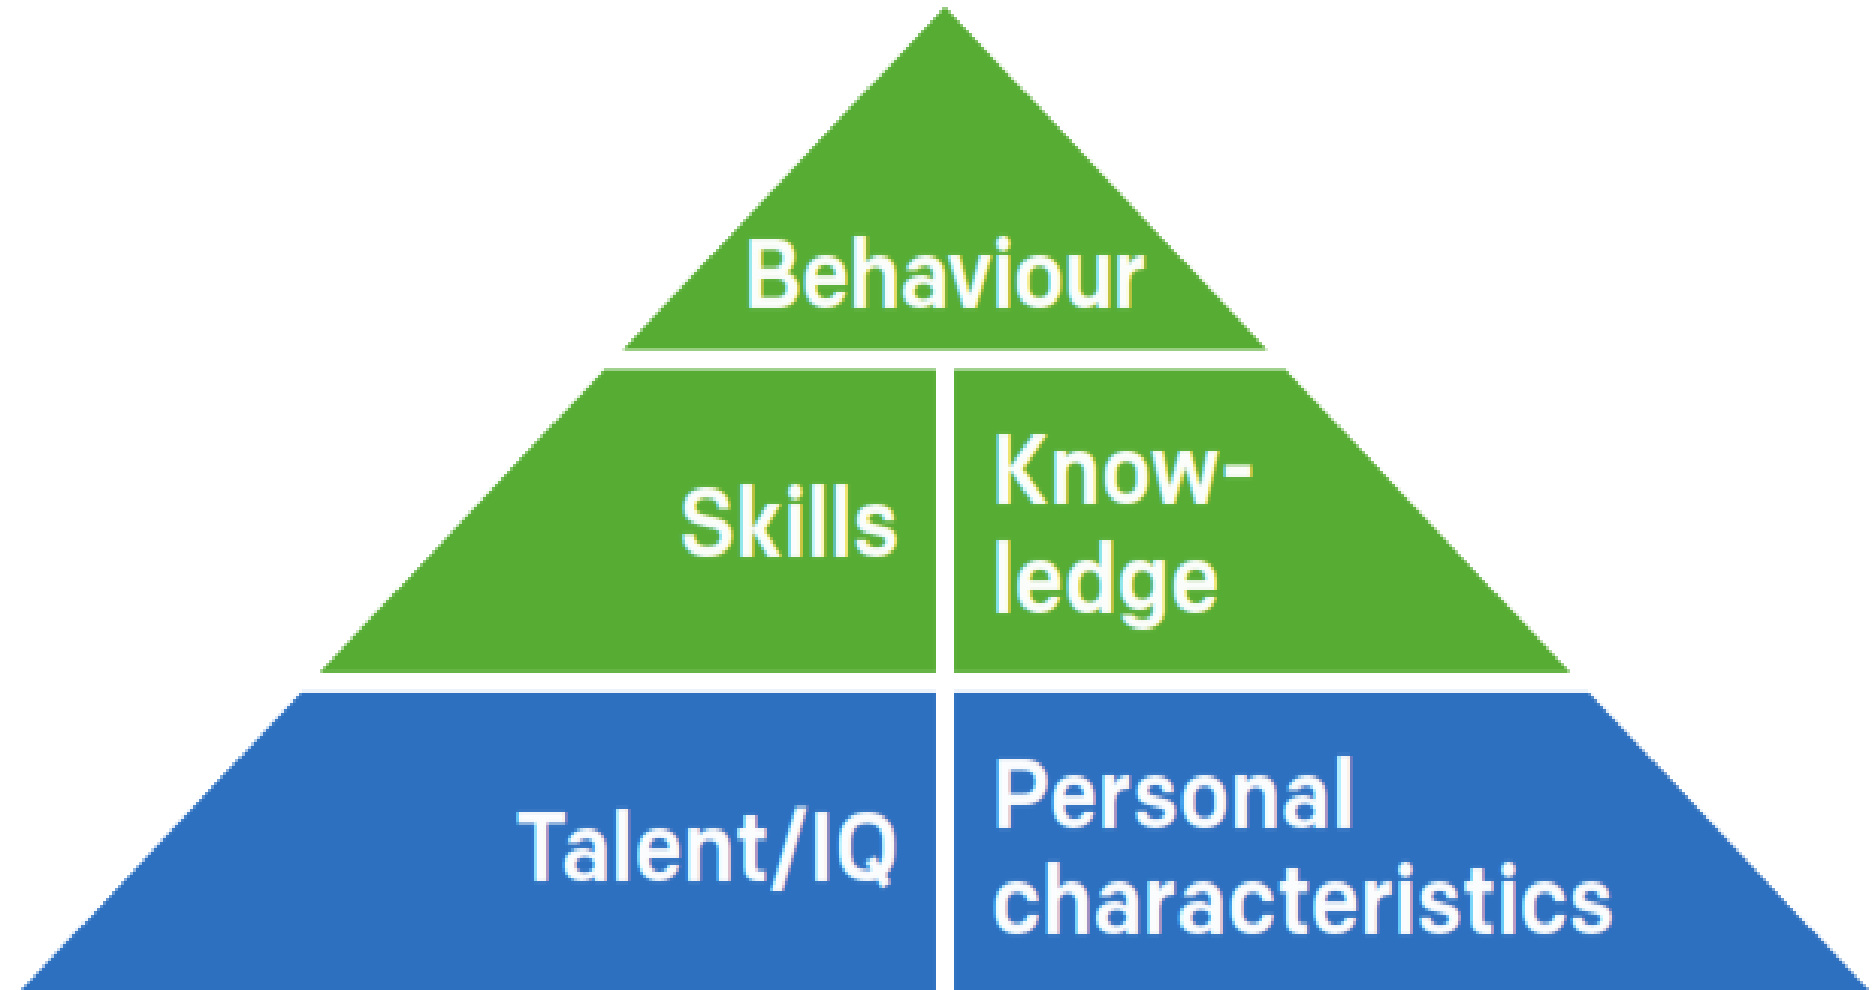 Behaviour
Skills
Know-
ledge
Talent/IQ
Personal
characteristics